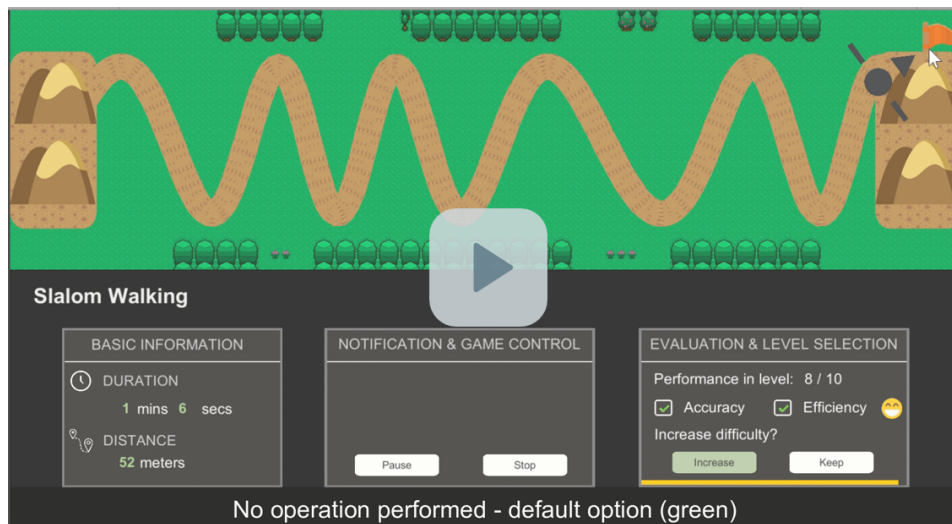 Slalom Walking
BASIC INFORMATION
DURATION
1 mins 6 secs
DISTANCE
52 meters
NOTIFICATION & GAME CONTROL
Pause Stop
EVALUATION & LEVEL SELECTION
Performance in level: 8 / 10
Accuracy Efficiency
Increase difficulty?
Increase Keep
No operation performed - default option (green)